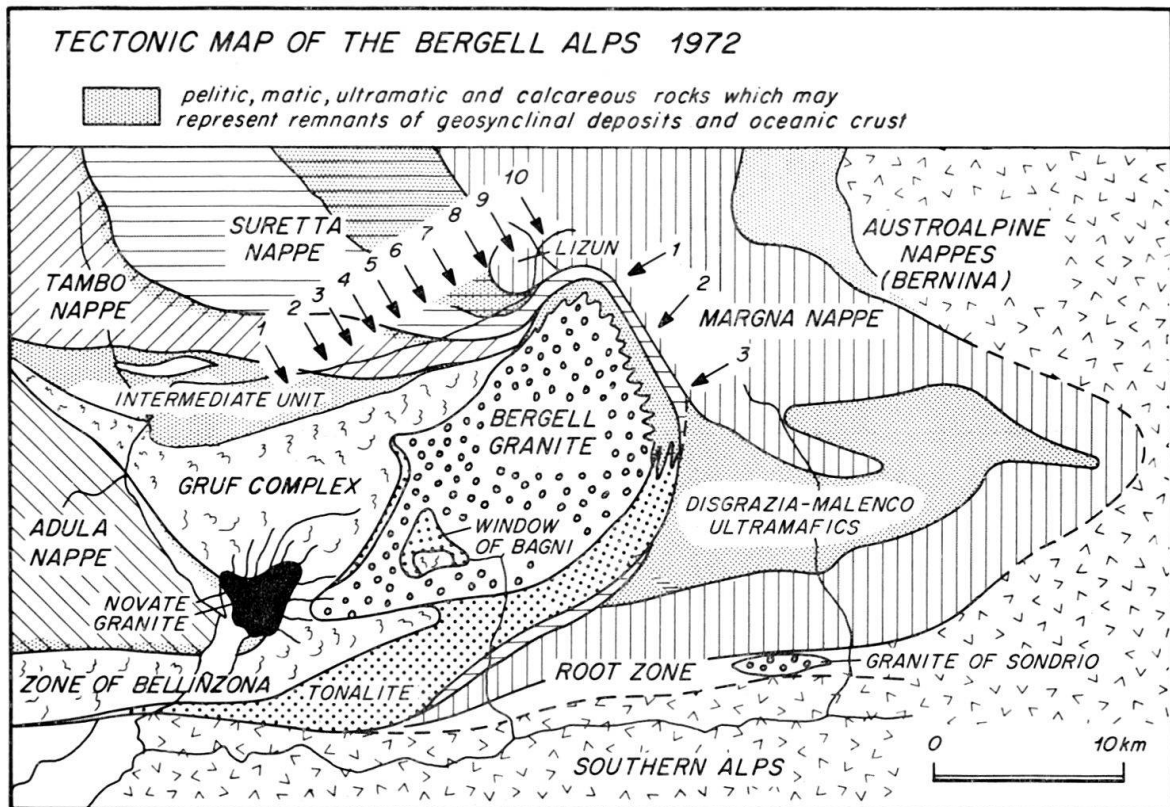 TECTONIC MAP OF THE BERGELL ALPS 1972
pelitic, matic, ultramatic and calcareous rocks which may
represent remnants of geosynclinal deposits and oceanic crust
10
9
8
7
6
5
4
3
2
1
SURETTA
NAPPE
LIZUN
1
2
3
AUSTROALPINE
NAPPES
(BERNINA)
TAMBO
NAPPE
MARGNA NAPPE
INTERMEDIATE UNIT
BERGELL
GRANITE
GRUF COMPLEX
ADULA
NAPPE
WINDOW
OF BAGNI
DISGRAZIA-MALENCO
ULTRAMAFICS
NOVATE
GRANITE
ZONE OF BELLINZONA
TONALITE
ROOT ZONE
GRANITE OF SONDRIO
SOUTHERN ALPS
0 10 km